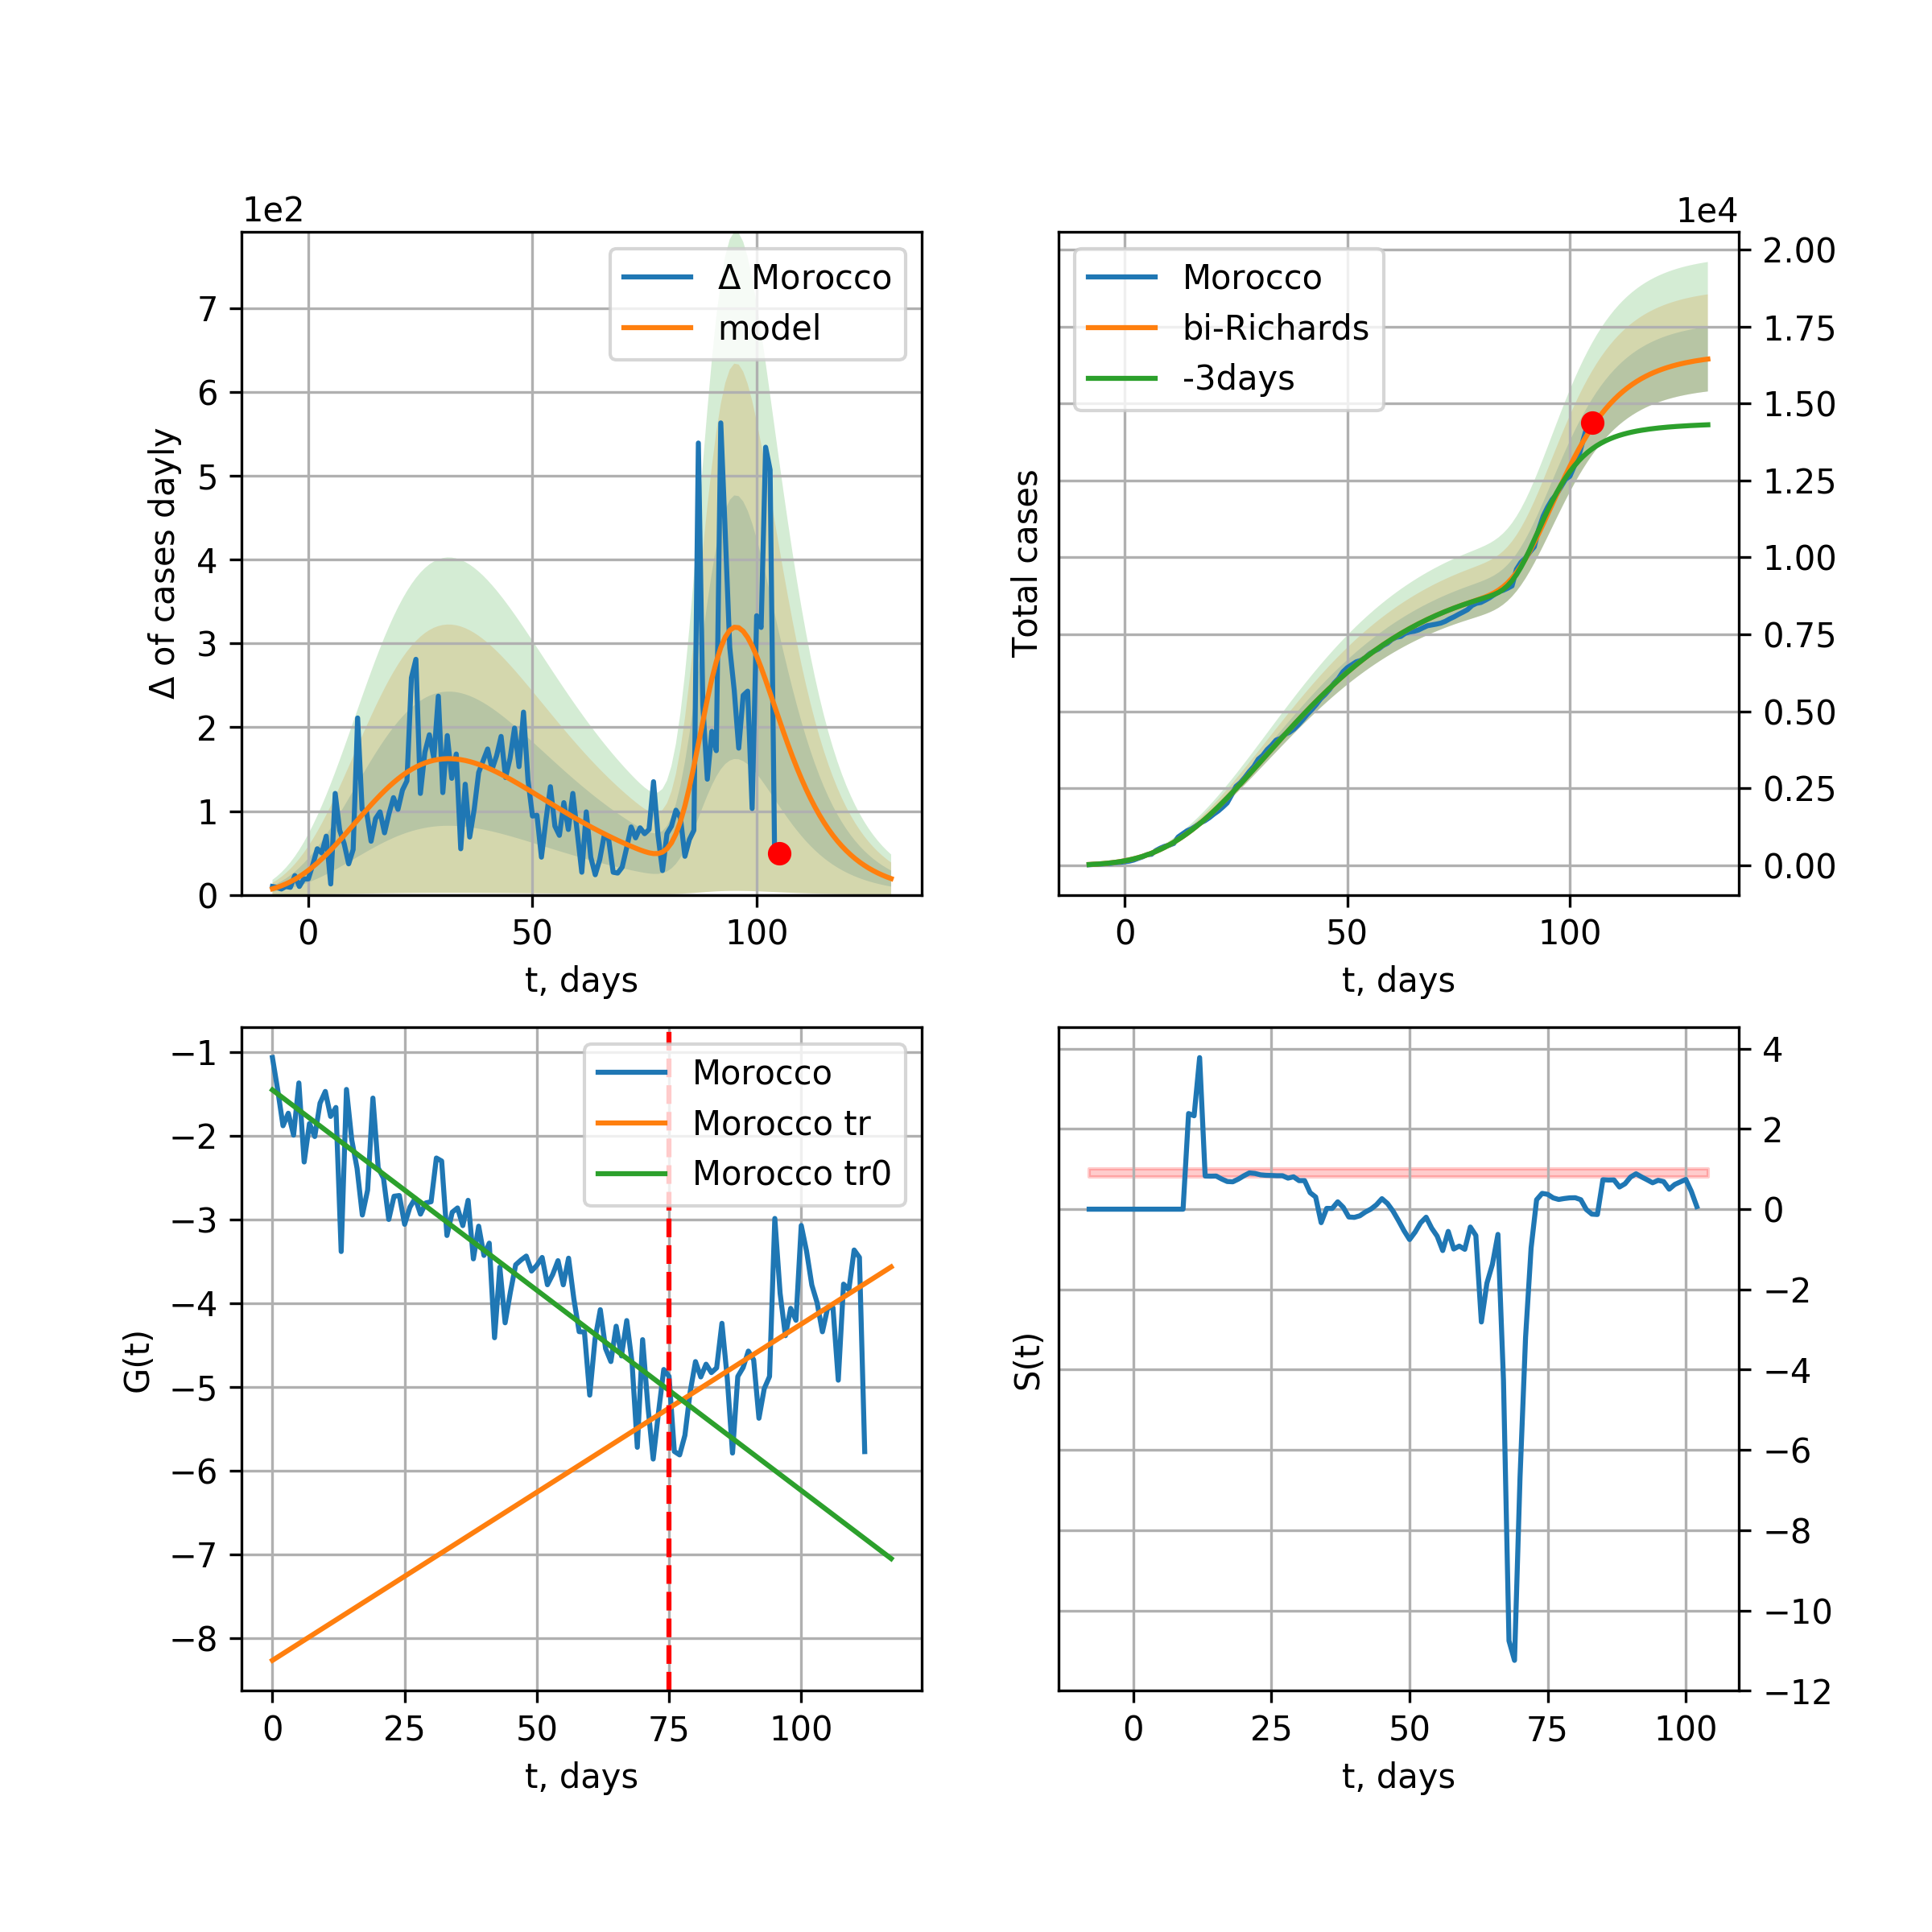 1e2
Δ of cases dayly
7
6
5
4
3
2
1
0
Δ Morocco
model
0
50
100
t, days
1e4
Total cases
Morocco
bi-Richards
-3days
2.00
1.75
1.50
1.25
1.00
0.75
0.50
0.25
0.00
0
50
100
t, days
G(t)
−1
−2
−3
−4
−5
−6
−7
−8
Morocco
Morocco tr
Morocco tr0
0
25
50
75
100
t, days
S(t)
4
2
0
−2
−4
−6
−8
−10
−12
0
25
50
75
100
t, days